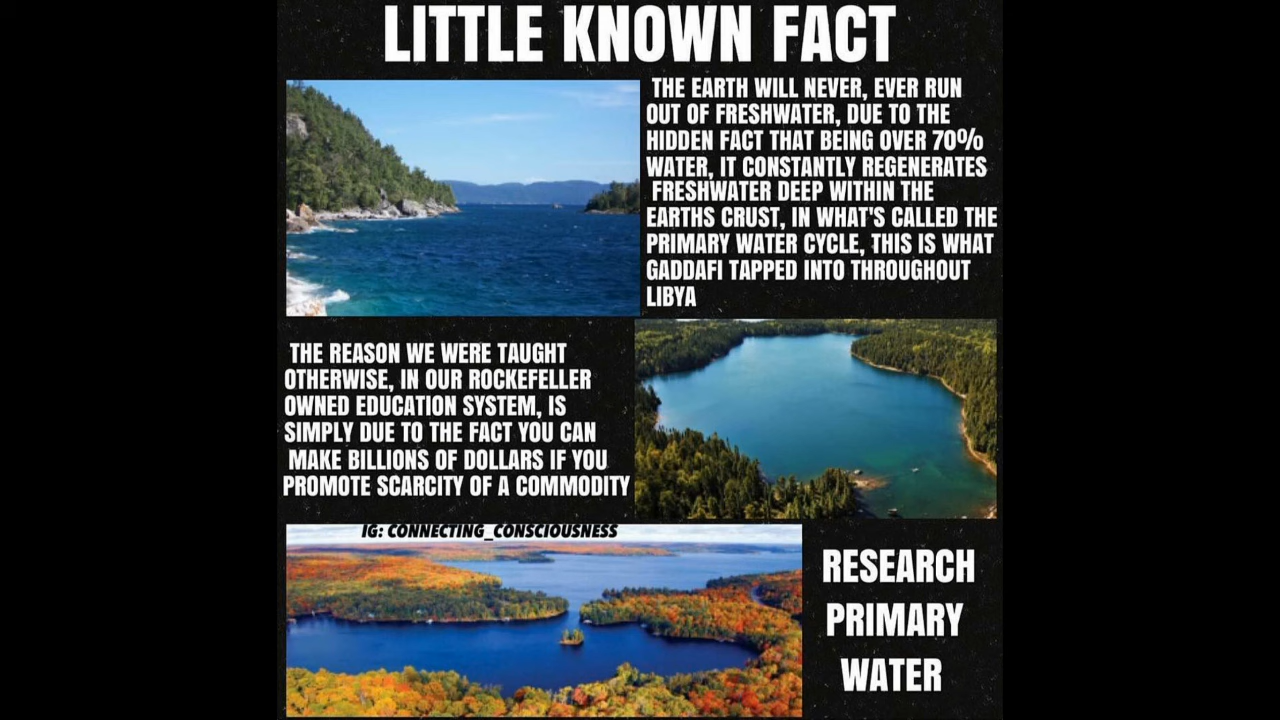 LITTLE KNOWN FACT
THE EARTH WILL NEVER, EVER RUN
OUT OF FRESHWATER, DUE TO THE
HIDDEN FACT THAT BEING OVER 70%
WATER, IT CONSTANTLY REGENERATES
FRESHWATER DEEP WITHIN THE
EARTHS CRUST, IN WHAT'S CALLED THE
PRIMARY WATER CYCLE, THIS IS WHAT
GADDAFI TAPPED INTO THROUGHOUT
LIBYA
THE REASON WE WERE TAUGHT
OTHERWISE, IN OUR ROCKEFELLER
OWNED EDUCATION SYSTEM, IS
SIMPLY DUE TO THE FACT YOU CAN
MAKE BILLIONS OF DOLLARS IF YOU
PROMOTE SCARCITY OF A COMMODITY
IG: CONNECTING_CONSCIOUSNESS
RESEARCH
PRIMARY
WATER